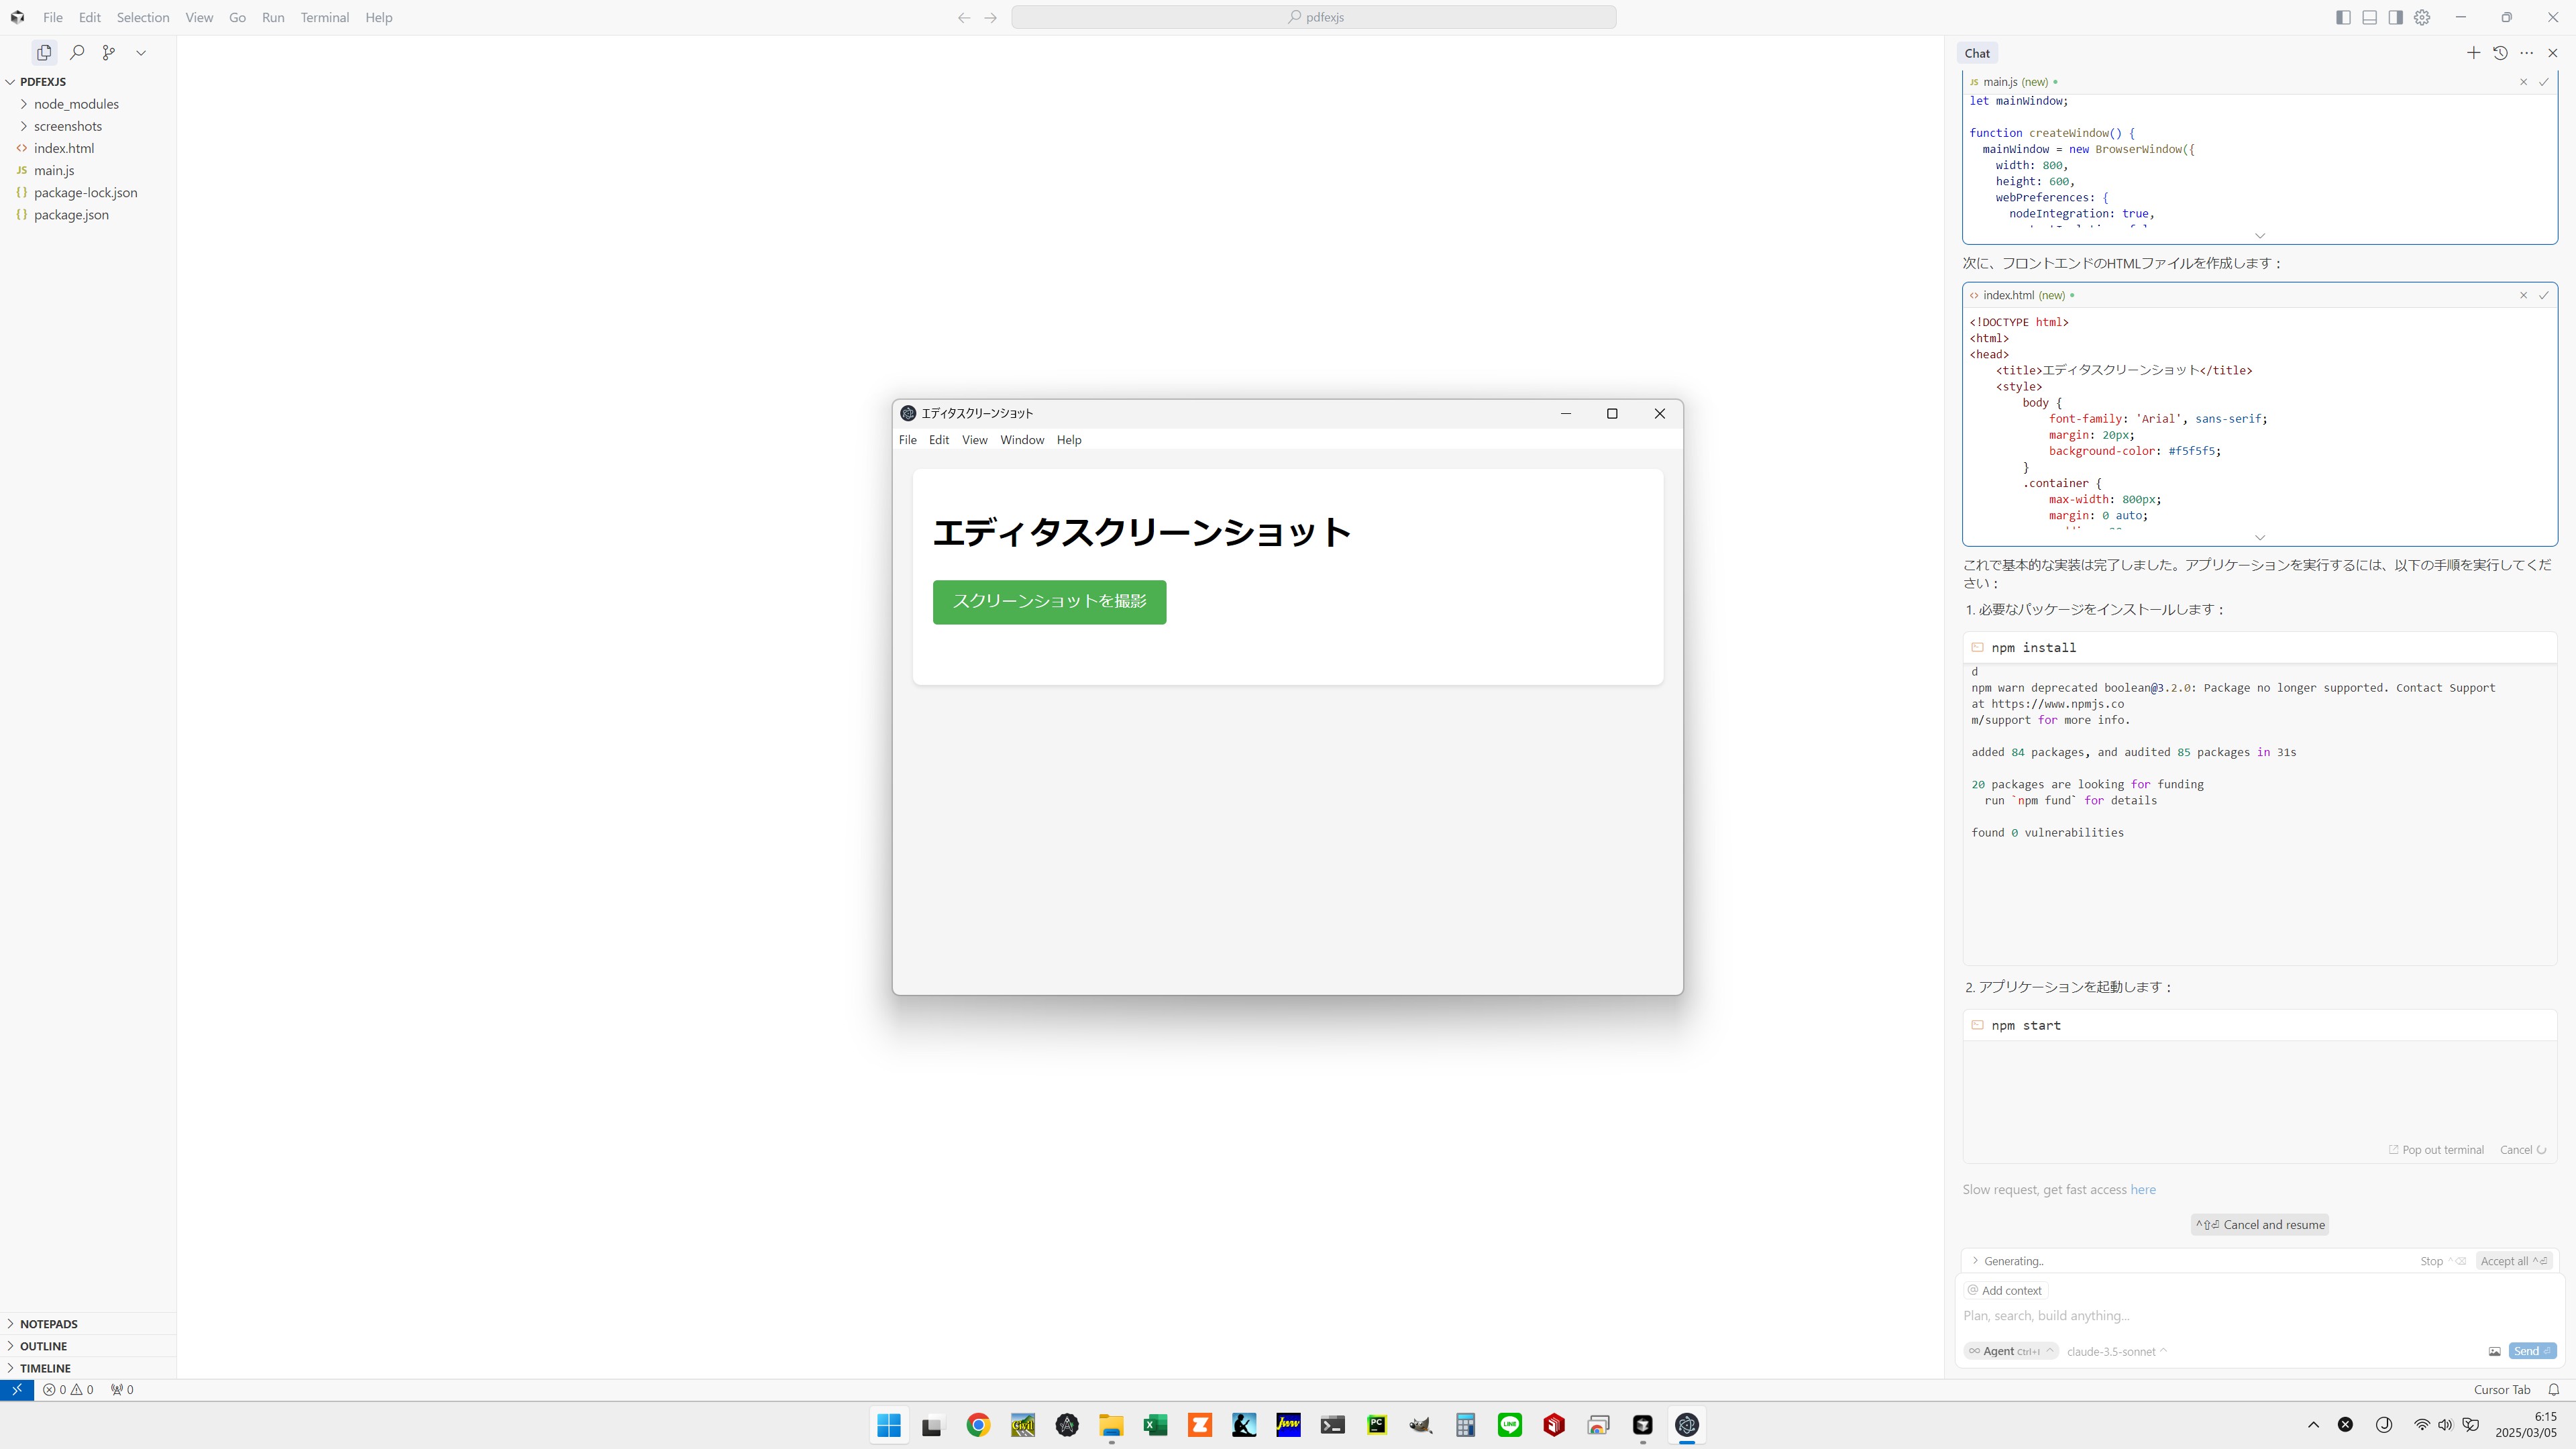 File Edit Selection View Go Run Terminal Help
pdfexjs
PDFEXJS
node_modules
screenshots
index.html
JS main.js
{} package-lock.json
{} package.json
NOTEPADS
OUTLINE
TIMELINE
エディタスクリーンショット
File Edit View Window Help
エディタスクリーンショット
スクリーンショットを撮影
Chat
JS main.js (new)
let mainWindow;
function createWindow() {
mainWindow = new BrowserWindow({
width: 800,
height: 600,
webPreferences: {
nodeIntegration: true,
次に、フロントエンドのHTMLファイルを作成します：
<> index.html (new)
<!DOCTYPE html>
<html>
<head>
<title>エディタスクリーンショット</title>
<style>
body {
font-family: 'Arial', sans-serif;
margin: 20px;
background-color: #f5f5f5;
}
.container {
max-width: 800px;
margin: 0 auto;
これで基本的な実装は完了しました。アプリケーションを実行するには、以下の手順を実行してくだ
さい：
1. 必要なパッケージをインストールします：
npm install
d
npm warn deprecated boolean@3.2.0: Package no longer supported. Contact Support
at https://www.npmjs.co
m/support for more info.
added 84 packages, and audited 85 packages in 31s
20 packages are looking for funding
run `npm fund` for details
found 0 vulnerabilities
2. アプリケーションを起動します：
npm start
Pop out terminal Cancel
Slow request, get fast access here
^⇧⏎ Cancel and resume
Generating..
Stop ^⌫ Accept all ^⏎
@ Add context
Plan, search, build anything...
∞ Agent Ctrl+I ^ claude-3.5-sonnet ^
Send ⏎
0 0 0
Cursor Tab
Civil
Jww
PC
LINE
6:15
2025/03/05